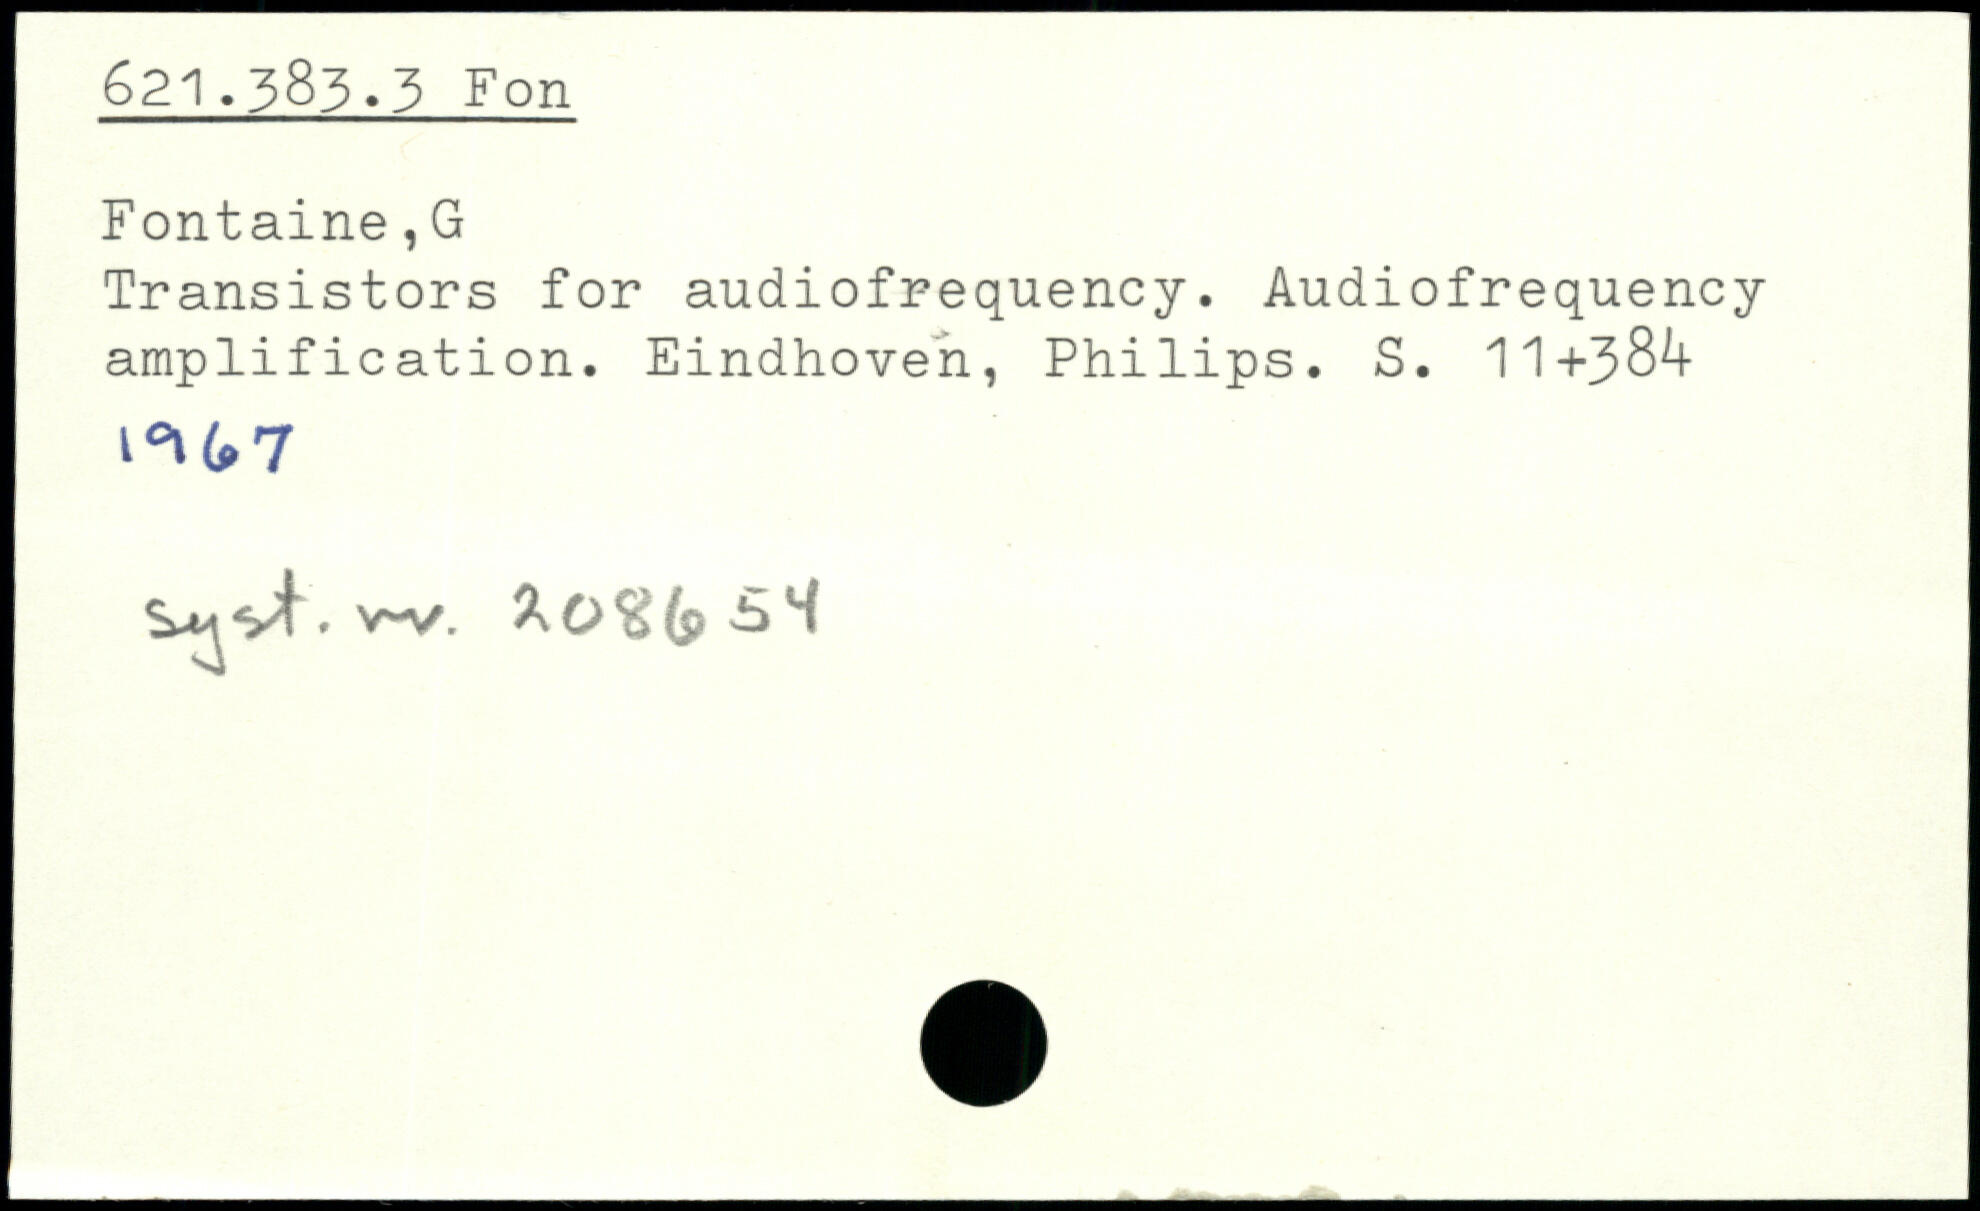 621.383.3 Fon
Fontaine,G
Transistors for audiofrequency. Audiofrequency
amplification. Eindhoven, Philips. S. 11+384
1967
syst. nr. 208654